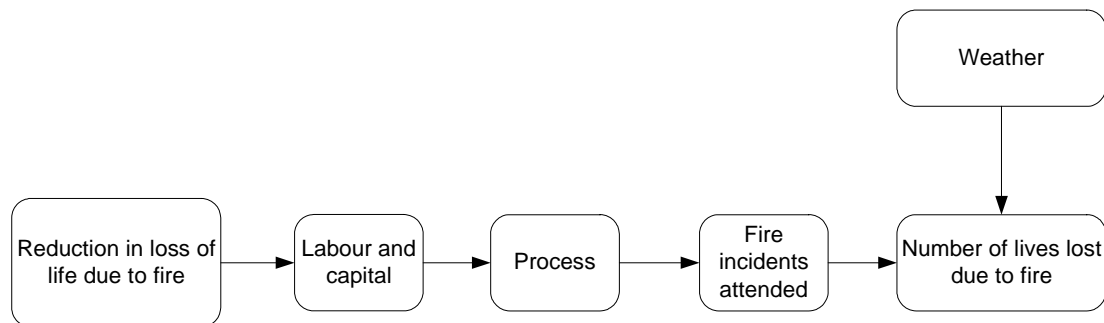 Weather
Reduction in loss of
life due to fire
Labour and
capital
Process
Fire
incidents
attended
Number of lives lost
due to fire